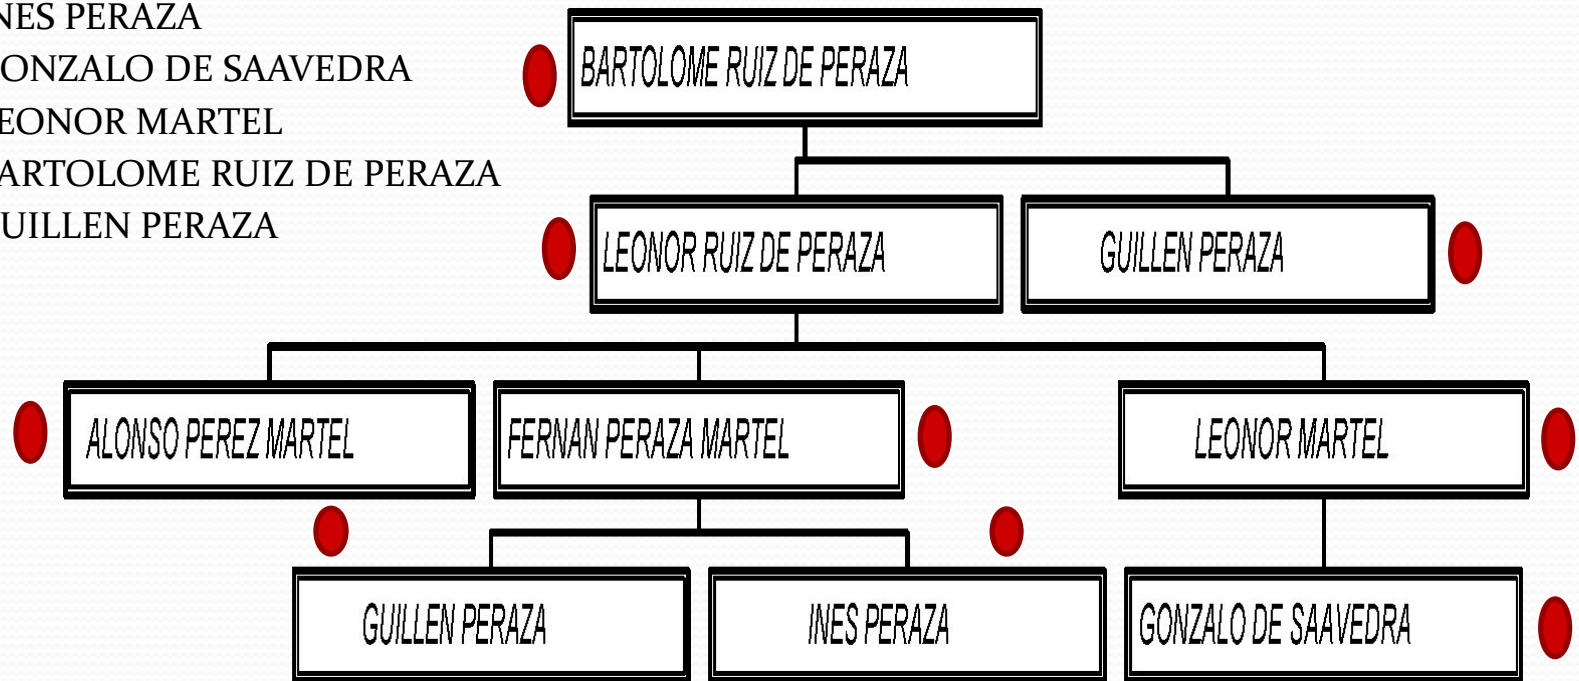 NES PERAZA
ONZALO DE SAAVEDRA
EONOR MARTEL
ARTOLOME RUIZ DE PERAZA
UILLEN PERAZA
BARTOLOME RUIZ DE PERAZA
LEONOR RUIZ DE PERAZA
GUILLEN PERAZA
ALONSO PEREZ MARTEL
FERNAN PERAZA MARTEL
LEONOR MARTEL
GUILLEN PERAZA
INES PERAZA
GONZALO DE SAAVEDRA